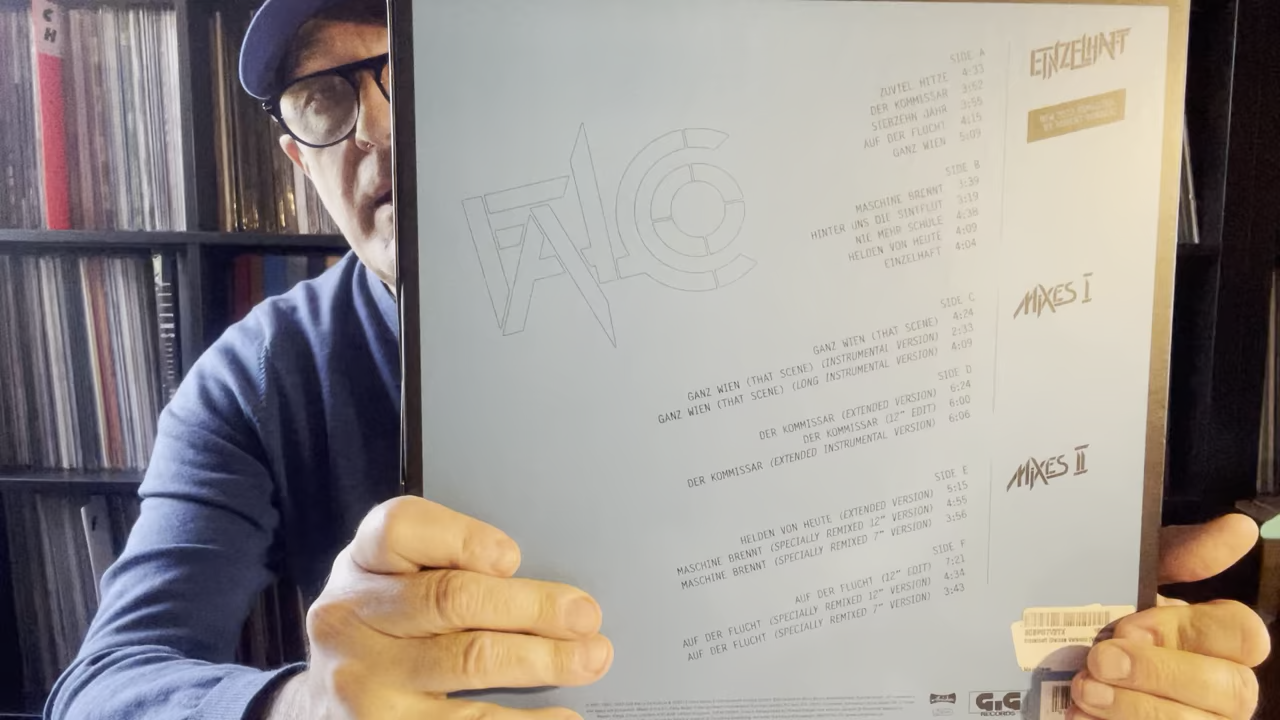 CH
FALCO
EINZELHAFT
SIDE A
ZUVIEL HITZE 4:33
DER KOMMISSAR 3:52
SIEBZEHN JAHR 3:55
AUF DER FLUCHT 4:15
GANZ WIEN 5:09
SIDE B
MASCHINE BRENNT 3:39
HINTER UNS DIE SINTFLUT 3:19
NIE MEHR SCHULE 4:38
HELDEN VON HEUTE 4:09
EINZELHAFT 4:04
MIXES I
SIDE C
GANZ WIEN (THAT SCENE) 4:24
GANZ WIEN (THAT SCENE) (INSTRUMENTAL VERSION) 2:33
GANZ WIEN (THAT SCENE) (LONG INSTRUMENTAL VERSION) 4:09
SIDE D
DER KOMMISSAR (EXTENDED VERSION) 6:24
DER KOMMISSAR (12" EDIT) 6:00
DER KOMMISSAR (EXTENDED INSTRUMENTAL VERSION) 6:06
MIXES II
SIDE E
HELDEN VON HEUTE (EXTENDED VERSION) 5:15
MASCHINE BRENNT (SPECIALLY REMIXED 12" VERSION) 4:55
MASCHINE BRENNT (SPECIALLY REMIXED 7" VERSION) 3:56
SIDE F
AUF DER FLUCHT (12" EDIT) 7:21
AUF DER FLUCHT (SPECIALLY REMIXED 12" VERSION) 4:34
AUF DER FLUCHT (SPECIALLY REMIXED 7" VERSION) 3:43
GIG
RECORDS